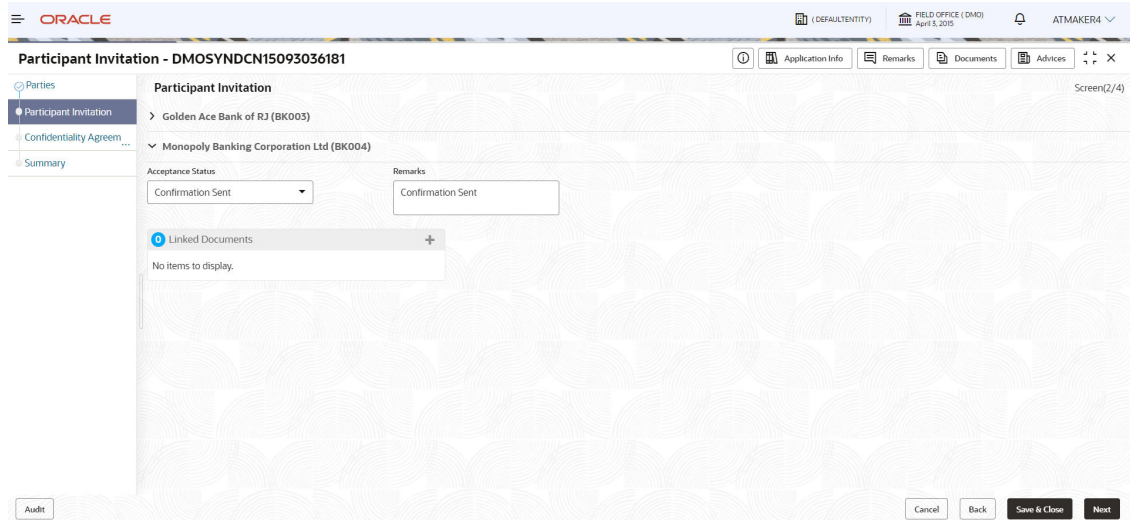 ORACLE
(DEFAULTENTITY)
FIELD OFFICE ( DMO)
April 3, 2015
ATMAKER4
Participant Invitation - DMOSYNDCN15093036181
Application Info
Remarks
Documents
Advices
Parties
Participant Invitation
Screen(2/4)
Participant Invitation
Golden Ace Bank of RJ (BK003)
Confidentiality Agreem...
Monopoly Banking Corporation Ltd (BK004)
Summary
Acceptance Status
Remarks
Confirmation Sent
Confirmation Sent
0 Linked Documents
No items to display.
Audit
Cancel
Back
Save & Close
Next